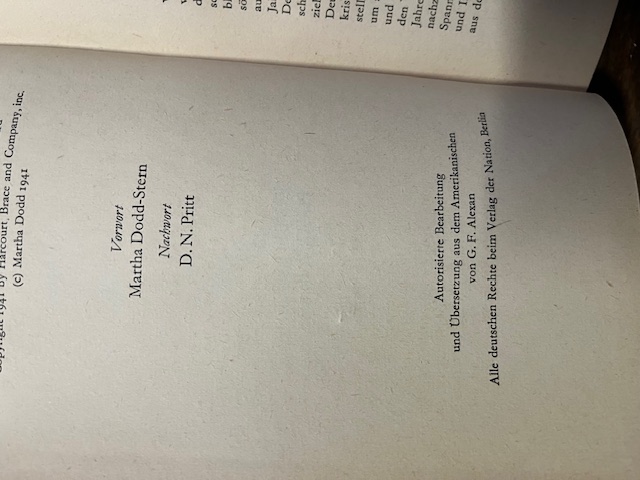 Copyright 1941 by Harcourt, Brace and Company, inc.
(c) Martha Dodd 1941
Vorwort
Martha Dodd-Stern
Nachwort
D. N. Pritt
Autorisierte Bearbeitung
und Übersetzung aus dem Amerikanischen
von G. F. Alexan
Alle deutschen Rechte beim Verlag der Nation, Berlin